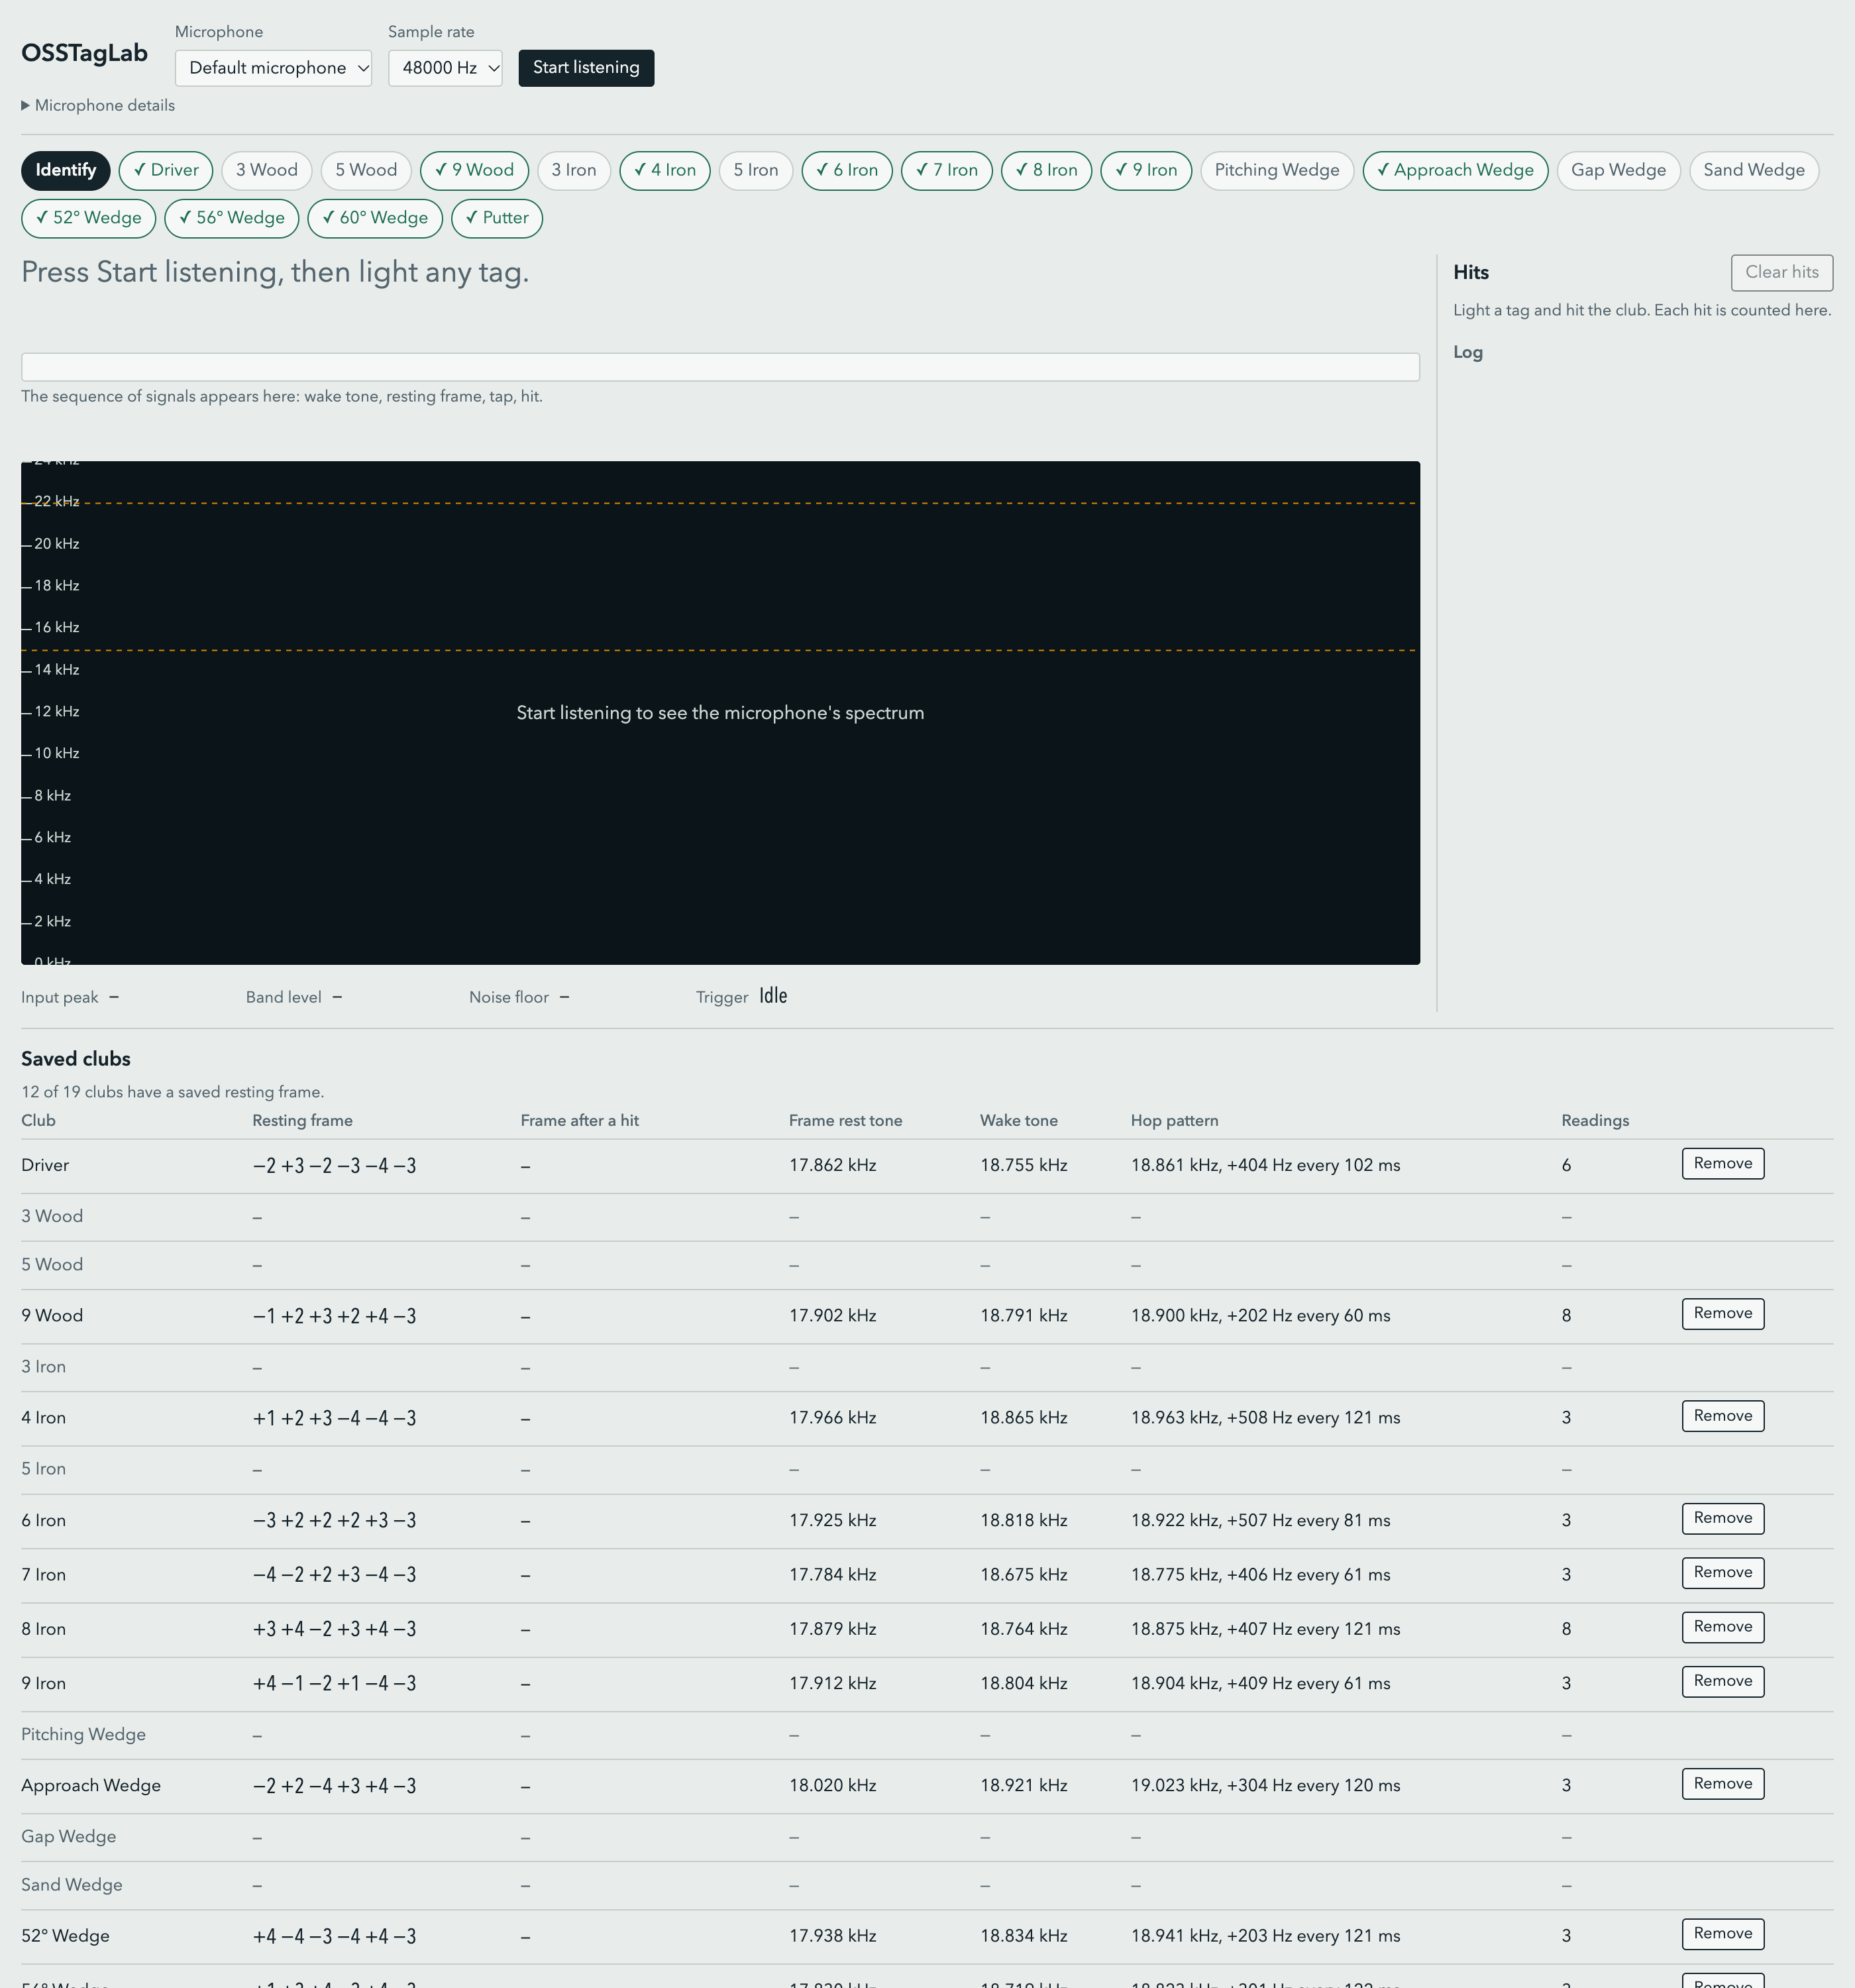 OSSTagLab
Microphone
Sample rate
Default microphone
48000 Hz
Start listening
Microphone details
Identify ✓ Driver 3 Wood 5 Wood ✓ 9 Wood 3 Iron ✓ 4 Iron 5 Iron ✓ 6 Iron ✓ 7 Iron ✓ 8 Iron ✓ 9 Iron Pitching Wedge ✓ Approach Wedge Gap Wedge Sand Wedge
✓ 52° Wedge ✓ 56° Wedge ✓ 60° Wedge ✓ Putter
Press Start listening, then light any tag.
The sequence of signals appears here: wake tone, resting frame, tap, hit.
Hits
Clear hits
Light a tag and hit the club. Each hit is counted here.
Log
24 kHz
22 kHz
20 kHz
18 kHz
16 kHz
14 kHz
12 kHz
10 kHz
8 kHz
6 kHz
4 kHz
2 kHz
0 kHz
Start listening to see the microphone's spectrum
Input peak – Band level – Noise floor – Trigger Idle
Saved clubs
12 of 19 clubs have a saved resting frame.
Club Resting frame Frame after a hit Frame rest tone Wake tone Hop pattern Readings
Driver −2 +3 −2 −3 −4 −3 – 17.862 kHz 18.755 kHz 18.861 kHz, +404 Hz every 102 ms 6 Remove
3 Wood – – – – – –
5 Wood – – – – – –
9 Wood −1 +2 +3 +2 +4 −3 – 17.902 kHz 18.791 kHz 18.900 kHz, +202 Hz every 60 ms 8 Remove
3 Iron – – – – – –
4 Iron +1 +2 +3 −4 −4 −3 – 17.966 kHz 18.865 kHz 18.963 kHz, +508 Hz every 121 ms 3 Remove
5 Iron – – – – – –
6 Iron −3 +2 +2 +2 +3 −3 – 17.925 kHz 18.818 kHz 18.922 kHz, +507 Hz every 81 ms 3 Remove
7 Iron −4 −2 +2 +3 −4 −3 – 17.784 kHz 18.675 kHz 18.775 kHz, +406 Hz every 61 ms 3 Remove
8 Iron +3 +4 −2 +3 +4 −3 – 17.879 kHz 18.764 kHz 18.875 kHz, +407 Hz every 121 ms 8 Remove
9 Iron +4 −1 −2 +1 −4 −3 – 17.912 kHz 18.804 kHz 18.904 kHz, +409 Hz every 61 ms 3 Remove
Pitching Wedge – – – – – –
Approach Wedge −2 +2 −4 +3 +4 −3 – 18.020 kHz 18.921 kHz 19.023 kHz, +304 Hz every 120 ms 3 Remove
Gap Wedge – – – – – –
Sand Wedge – – – – – –
52° Wedge +4 −4 −3 −4 +4 −3 – 17.938 kHz 18.834 kHz 18.941 kHz, +203 Hz every 121 ms 3 Remove